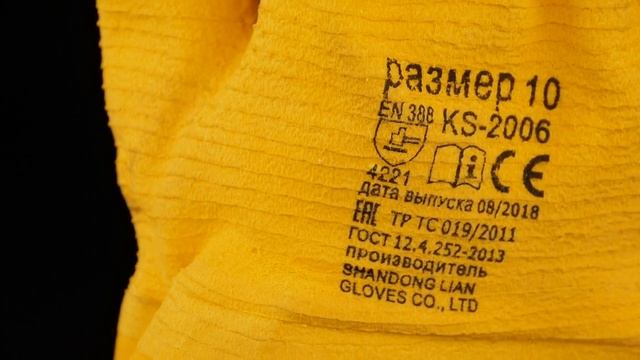 размер 10
EN 388
KS-2006
4221
CE
дата выпуска 08/2018
EAC ТР ТС 019/2011
ГОСТ 12.4.252-2013
производитель
SHANDONG LIAN
GLOVES CO., LTD